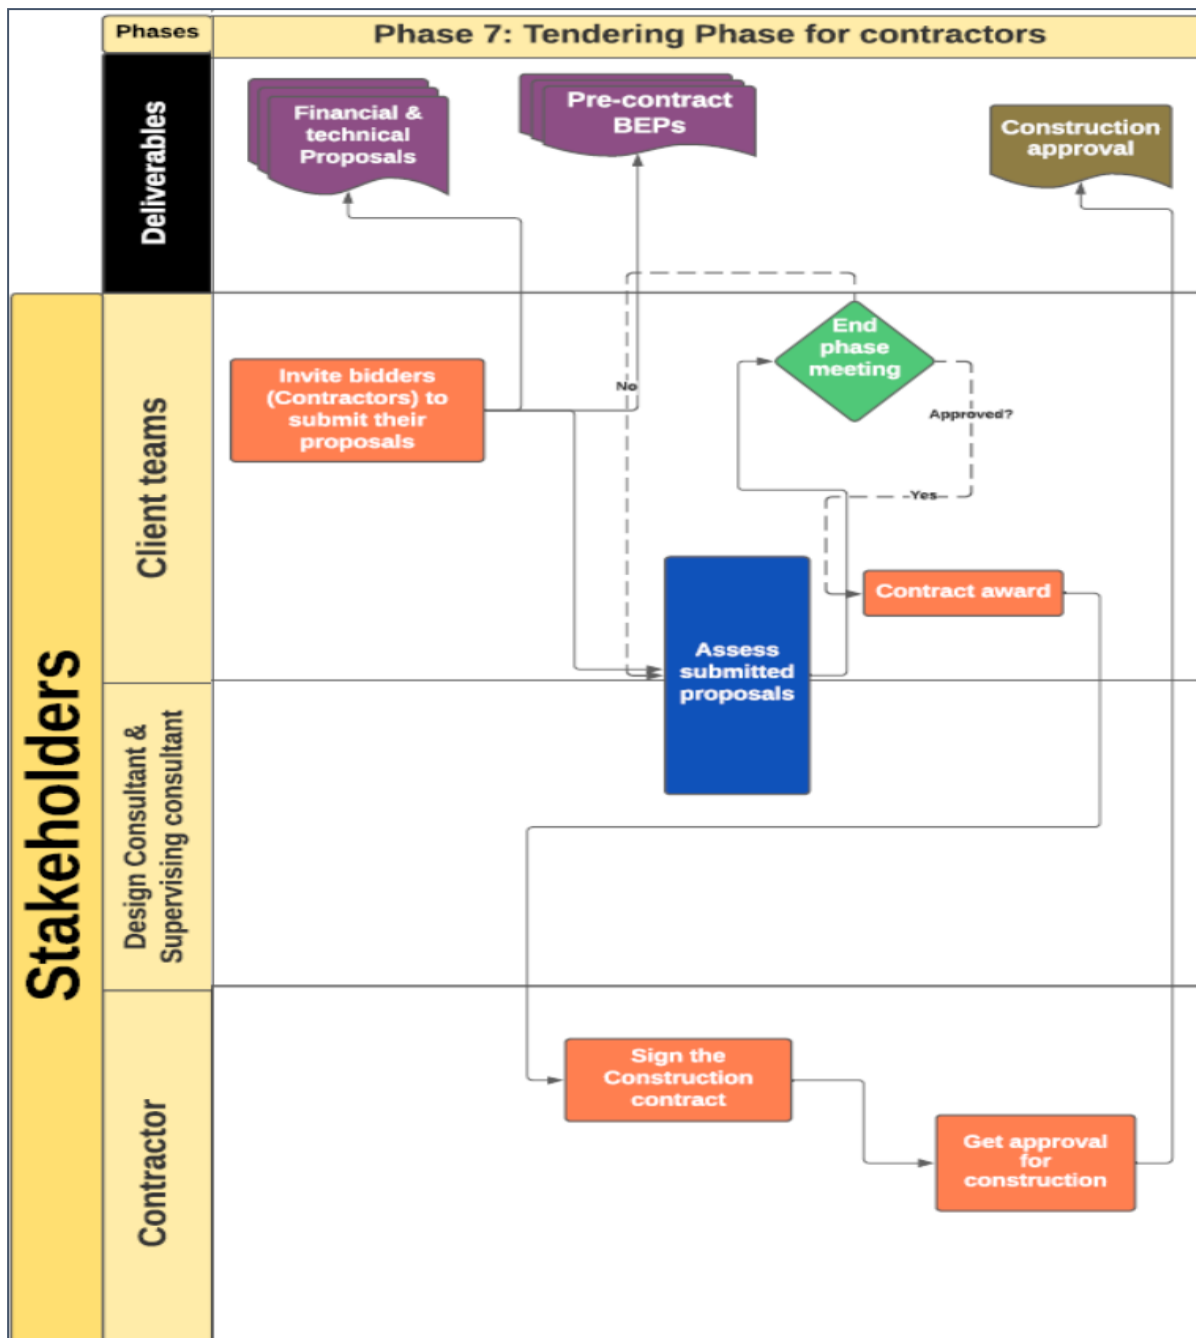 Phases
Phase 7: Tendering Phase for contractors
Deliverables
Financial &
technical
Proposals
Pre-contract
BEPs
Construction
approval
Stakeholders
Client teams
Invite bidders
(Contractors) to
submit their
proposals
No
End
phase
meeting
Approved?
Yes
Contract award
Assess
submitted
proposals
Design Consultant &
Supervising consultant
Contractor
Sign the
Construction
contract
Get approval
for
construction